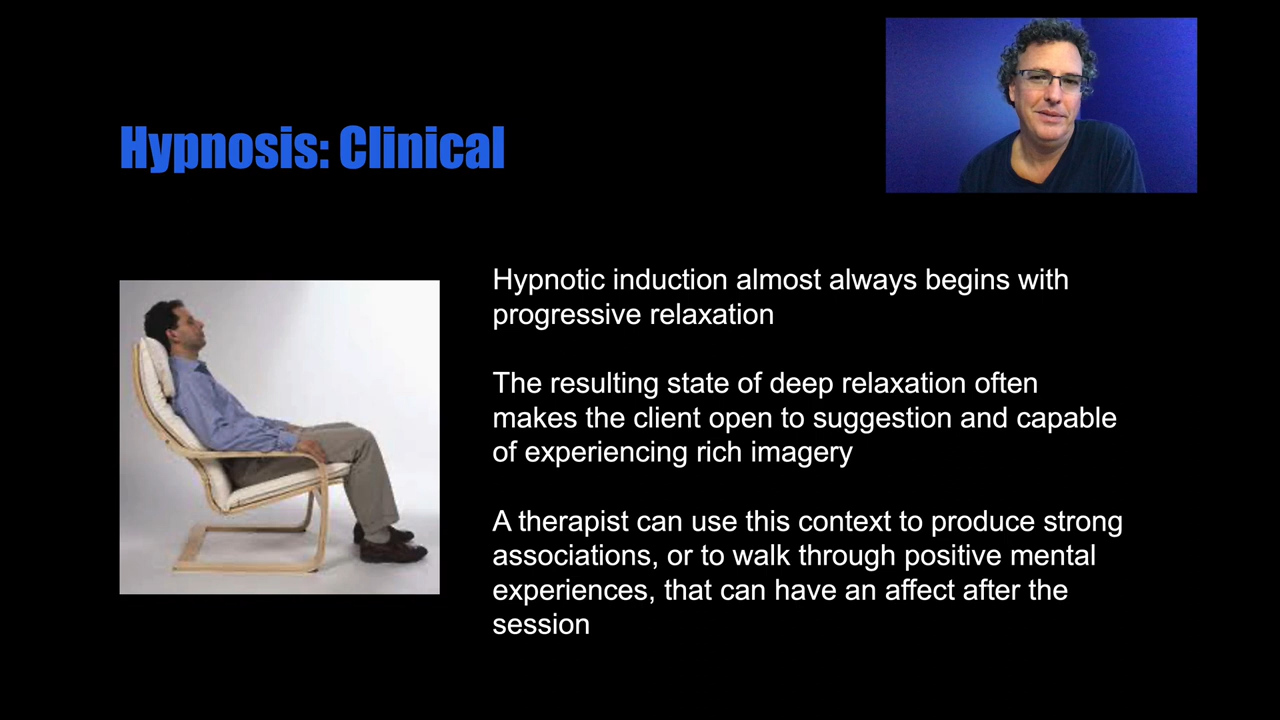 Hypnosis: Clinical
Hypnotic induction almost always begins with
progressive relaxation
The resulting state of deep relaxation often
makes the client open to suggestion and capable
of experiencing rich imagery
A therapist can use this context to produce strong
associations, or to walk through positive mental
experiences, that can have an affect after the
session